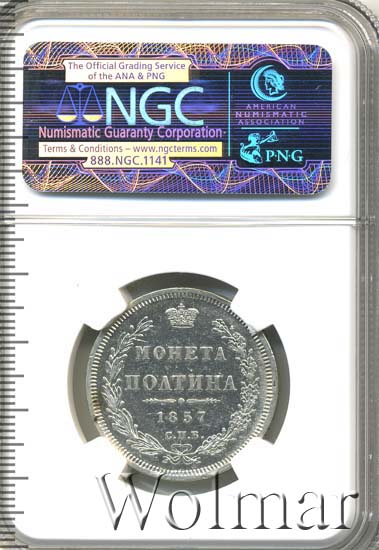 The Official Grading Service
of the ANA & PNG
NGC
Numismatic Guaranty Corporation
Terms & Conditions – www.ngcterms.com
888.NGC.1141
AMERICAN
NUMISMATIC
ASSOCIATION
P·N·G
МОНЕТА
ПОЛТИНА
1857
С.П.Б.
Wolmar